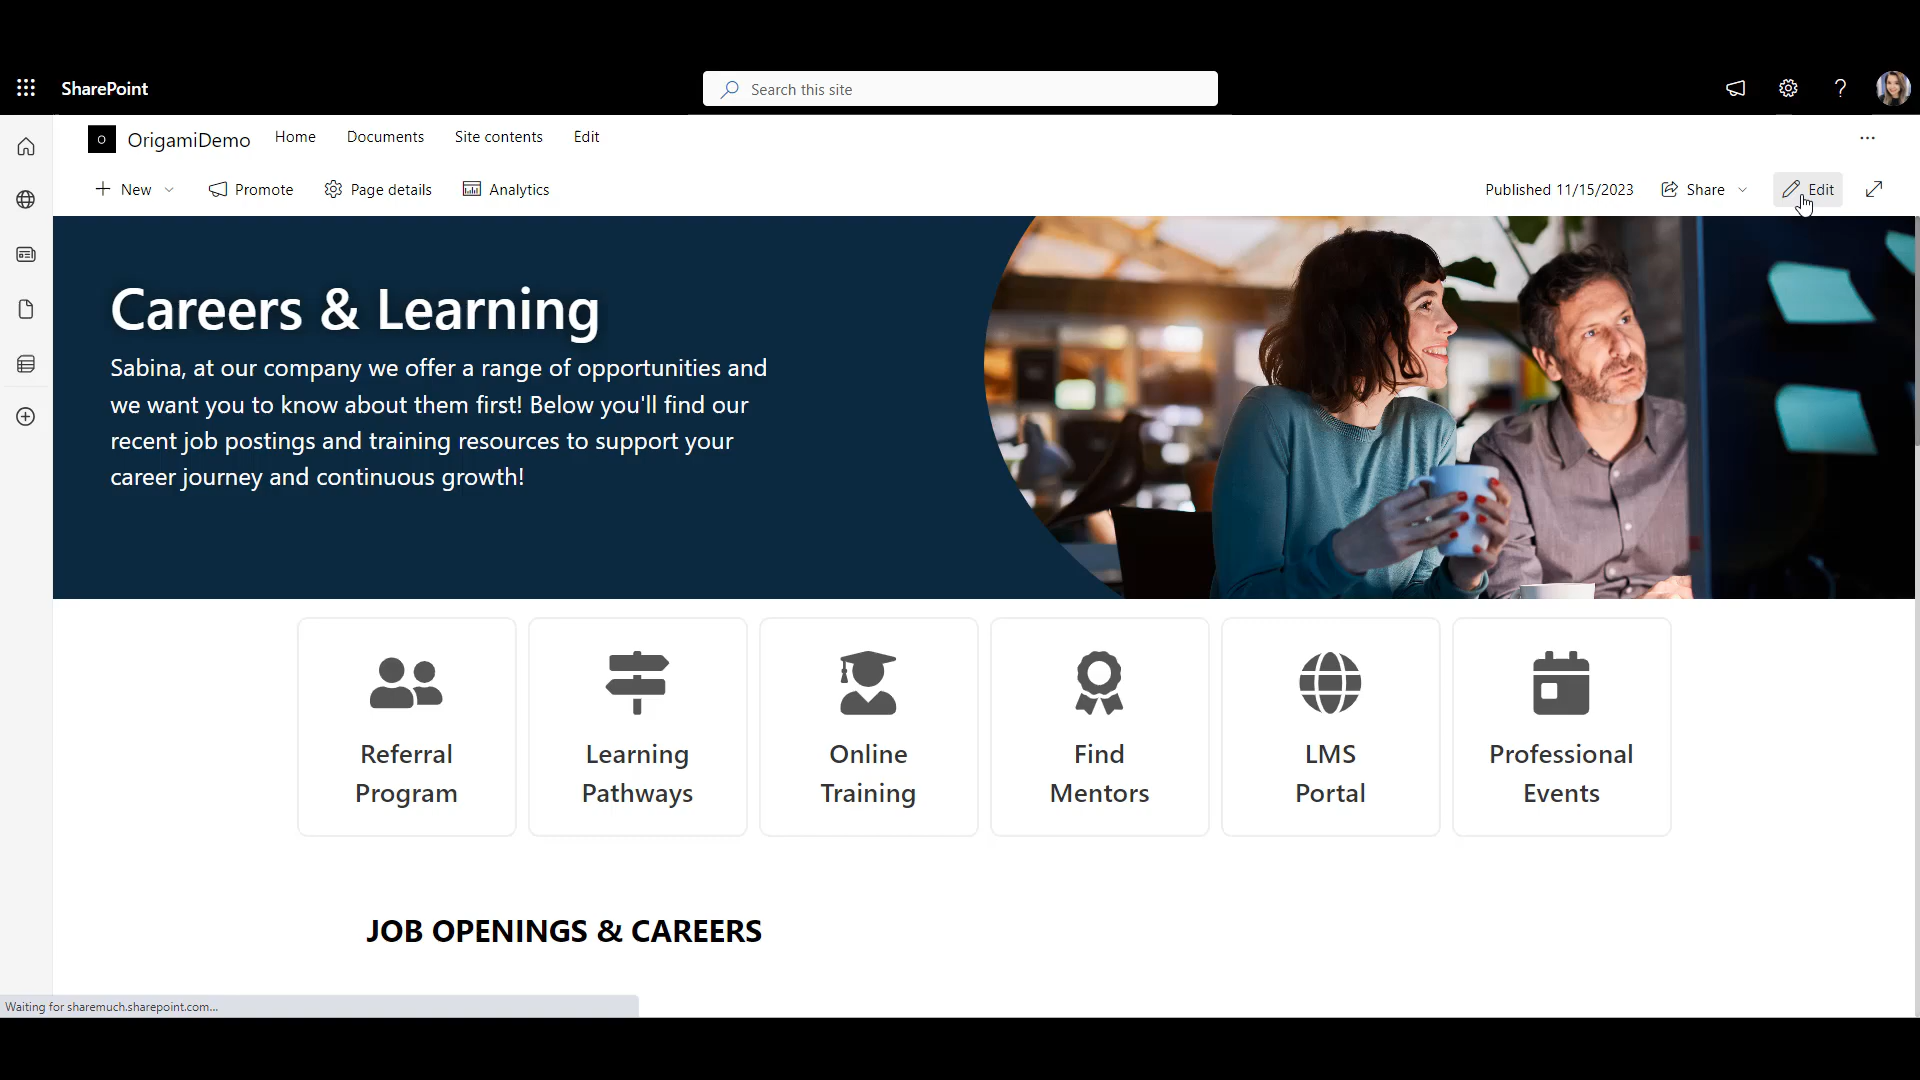 SharePoint
Search this site
?
O
OrigamiDemo
Home
Documents
Site contents
Edit
...
New
Promote
Page details
Analytics
Published 11/15/2023
Share
Edit
Careers & Learning
Sabina, at our company we offer a range of opportunities and
we want you to know about them first! Below you'll find our
recent job postings and training resources to support your
career journey and continuous growth!
Referral
Program
Learning
Pathways
Online
Training
Find
Mentors
LMS
Portal
Professional
Events
JOB OPENINGS & CAREERS
Waiting for sharemuch.sharepoint.com...